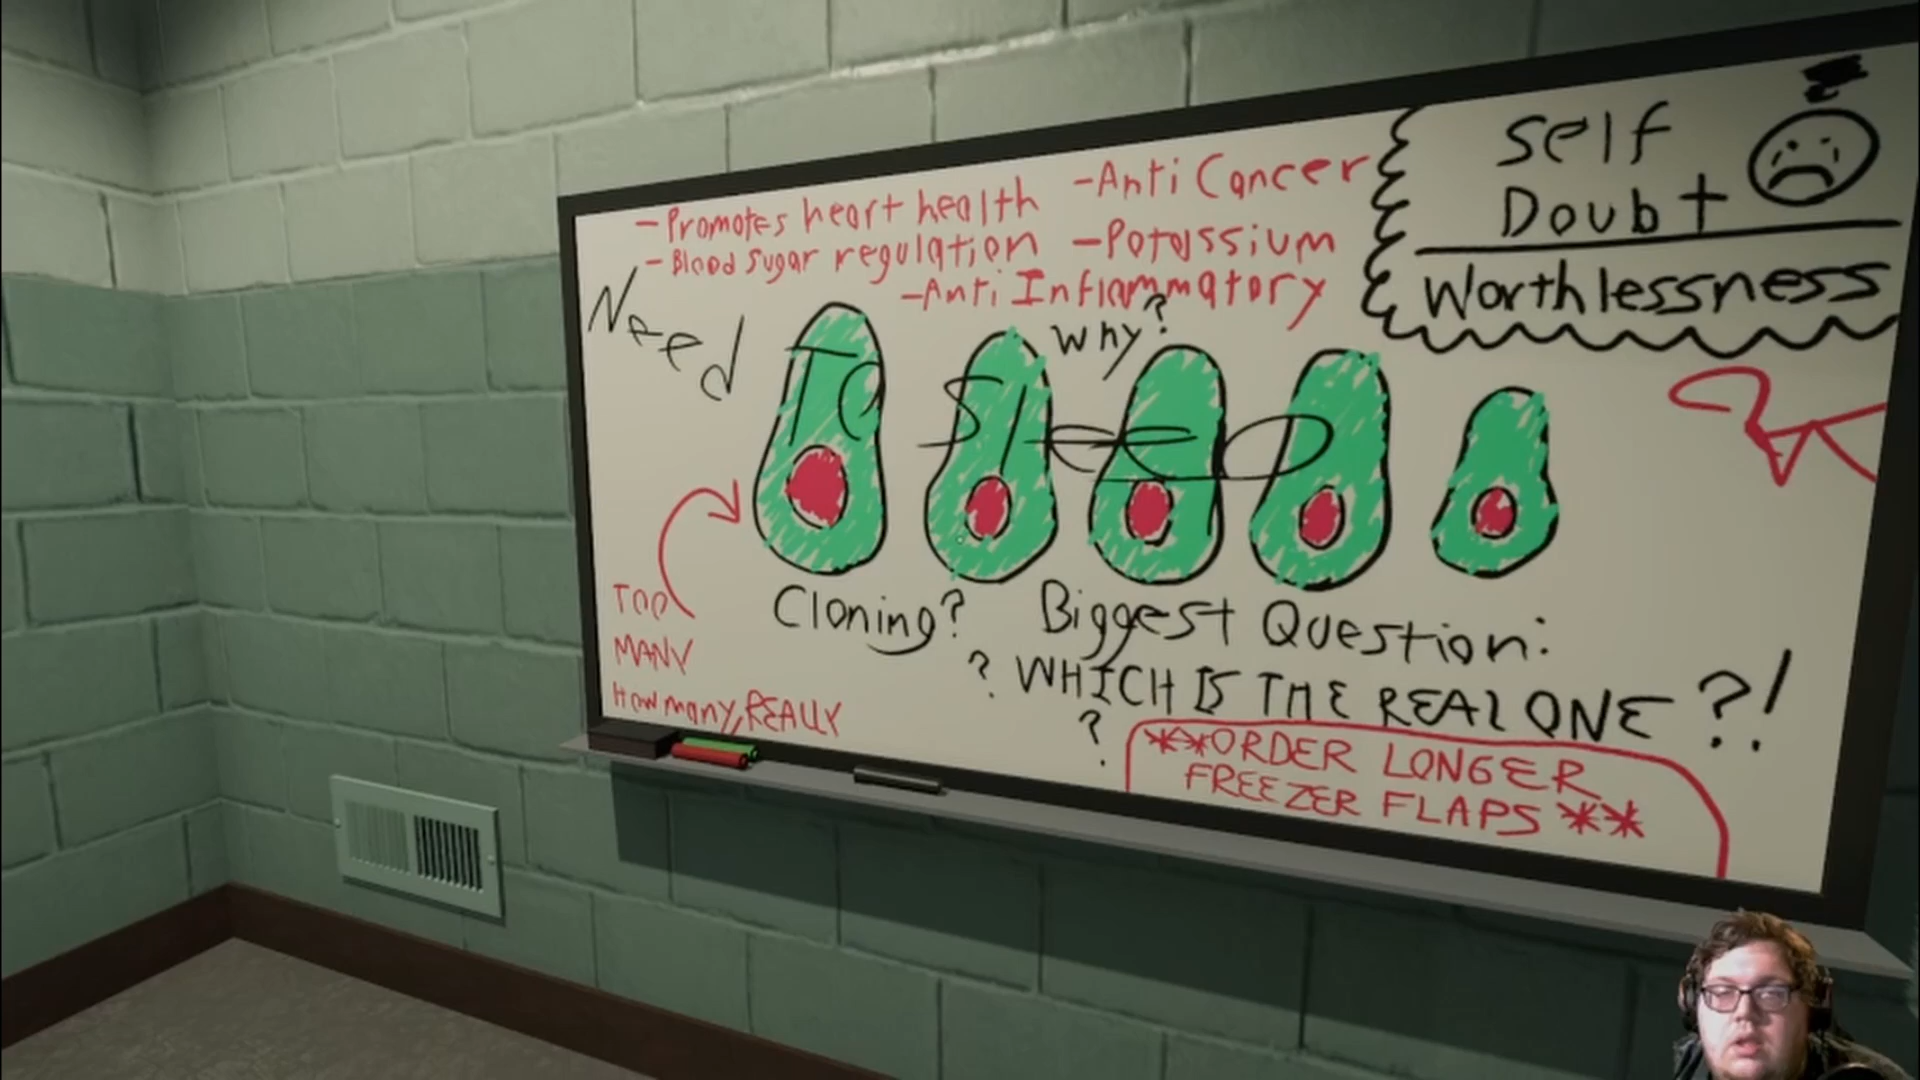 - Promotes heart health
- Blood Sugar regulation
- Anti Cancer
- Potassium
- Anti Inflammatory
Self
Doubt
Worthlessness
Need
TO Sleep
Why?
TOO
MANY
How many, REALLY
Cloning?
Biggest Question:
? WHICH IS THE REAL ONE ?!
?
**ORDER LONGER
FREEZER FLAPS **